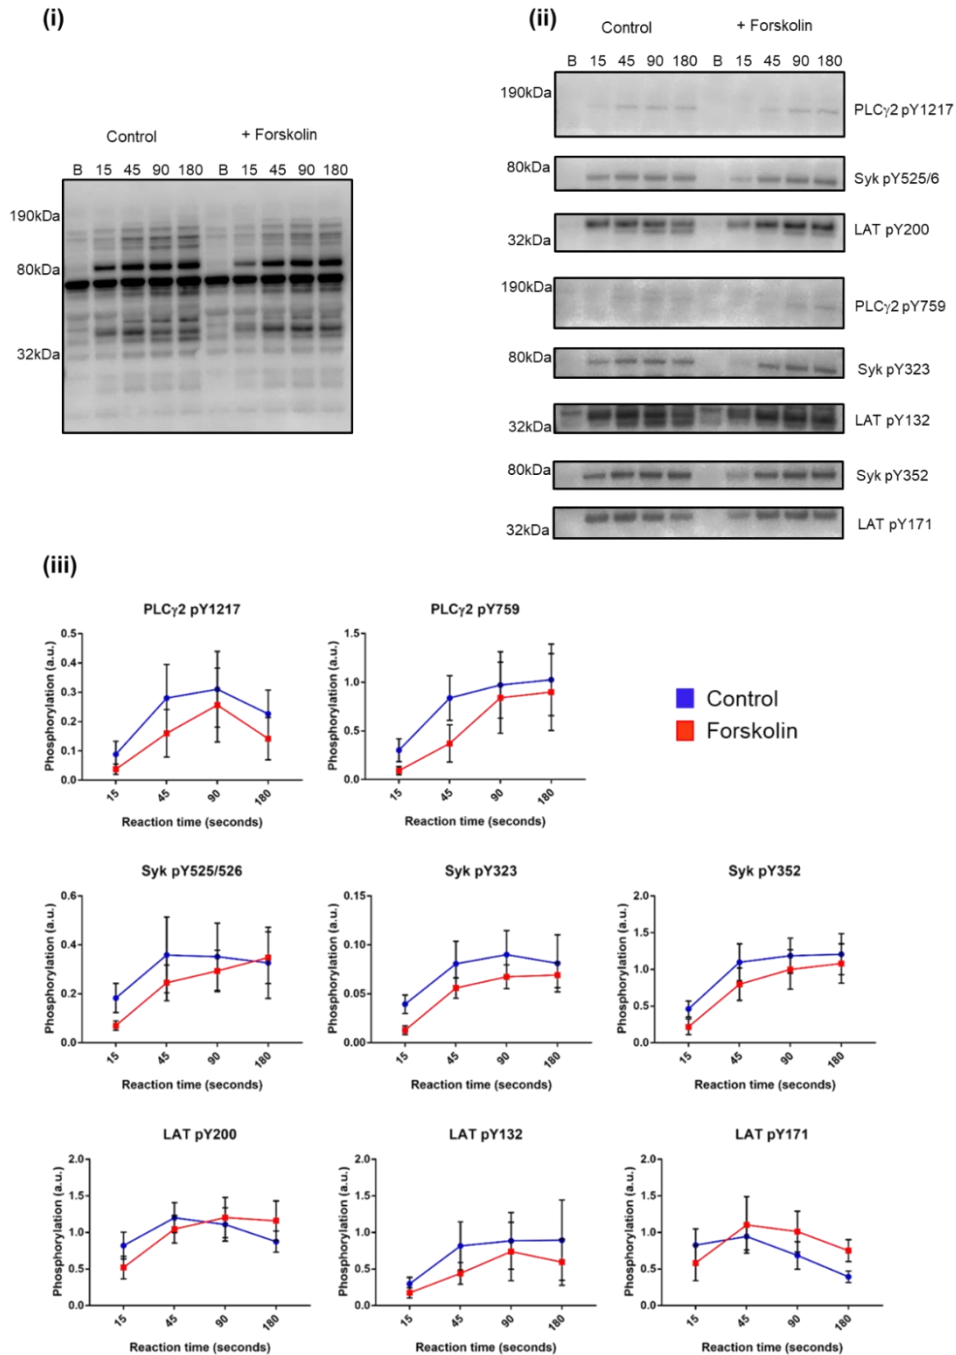 (i)
Control + Forskolin
B 15 45 90 180 B 15 45 90 180
190kDa
80kDa
32kDa
(ii)
Control + Forskolin
B 15 45 90 180 B 15 45 90 180
190kDa PLCγ2 pY1217
80kDa Syk pY525/6
32kDa LAT pY200
190kDa PLCγ2 pY759
80kDa Syk pY323
32kDa LAT pY132
80kDa Syk pY352
32kDa LAT pY171
(iii)
PLCγ2 pY1217
Phosphorylation (a.u.)
0.5
0.4
0.3
0.2
0.1
0.0
15 45 90 180
Reaction time (seconds)
PLCγ2 pY759
Phosphorylation (a.u.)
1.5
1.0
0.5
0.0
15 45 90 180
Reaction time (seconds)
Control
Forskolin
Syk pY525/526
Phosphorylation (a.u.)
0.6
0.4
0.2
0.0
15 45 90 180
Reaction time (seconds)
Syk pY323
Phosphorylation (a.u.)
0.15
0.10
0.05
0.00
15 45 90 180
Reaction time (seconds)
Syk pY352
Phosphorylation (a.u.)
2.0
1.5
1.0
0.5
0.0
15 45 90 180
Reaction time (seconds)
LAT pY200
Phosphorylation (a.u.)
2.0
1.5
1.0
0.5
0.0
15 45 90 180
Reaction time (seconds)
LAT pY132
Phosphorylation (a.u.)
2.0
1.5
1.0
0.5
0.0
15 45 90 180
Reaction time (seconds)
LAT pY171
Phosphorylation (a.u.)
2.0
1.5
1.0
0.5
0.0
15 45 90 180
Reaction time (seconds)